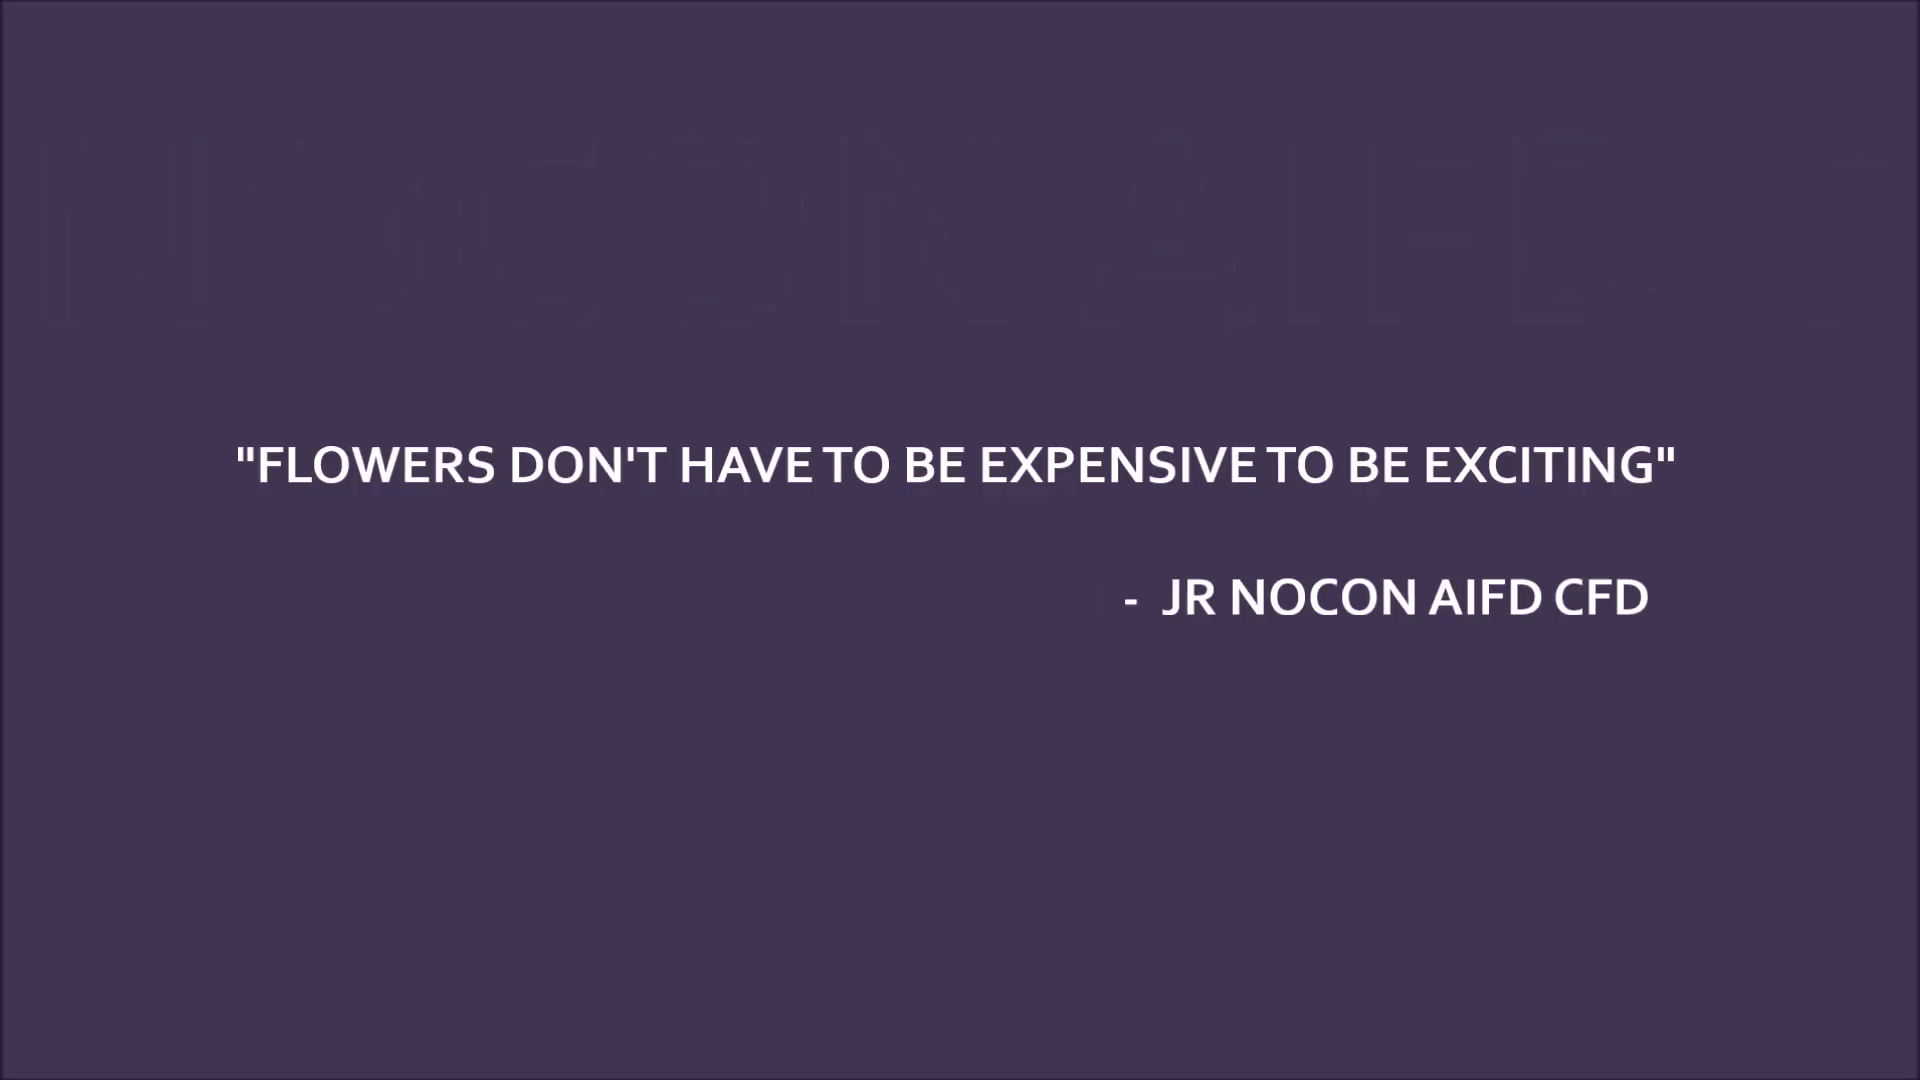 "FLOWERS DON'T HAVE TO BE EXPENSIVE TO BE EXCITING"
- JR NOCON AIFD CFD